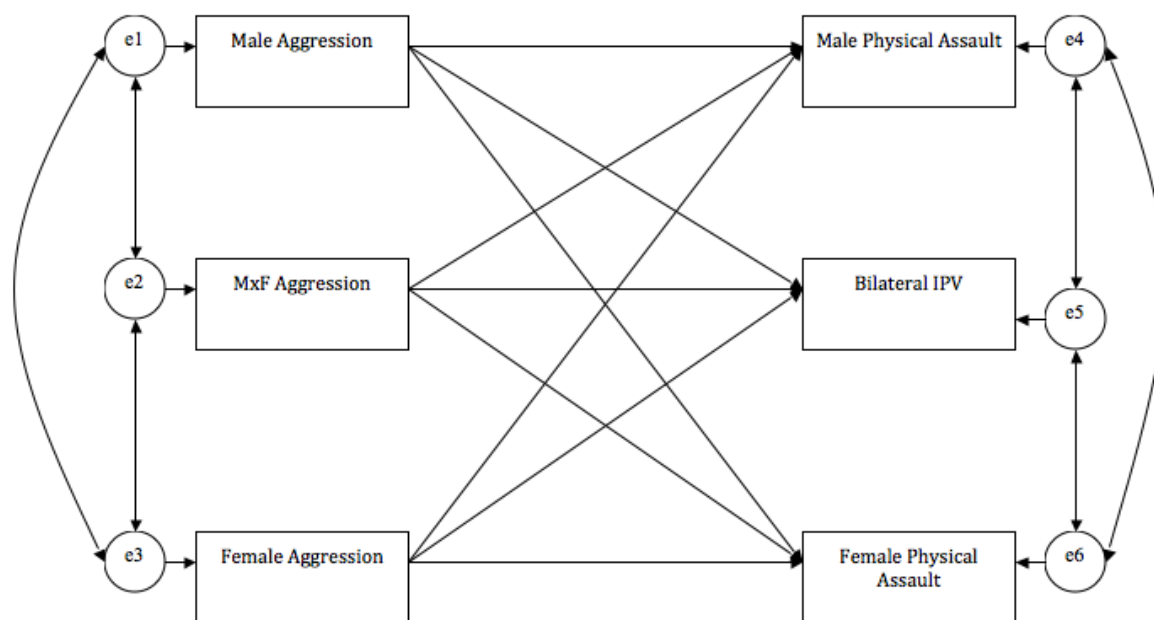 e1
Male Aggression
Male Physical Assault
e4
e2
MxF Aggression
Bilateral IPV
e5
e3
Female Aggression
Female Physical
Assault
e6